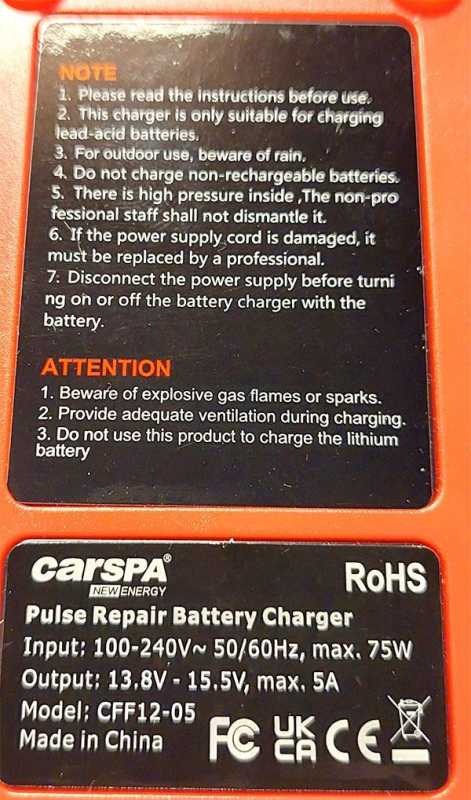 NOTE
1. Please read the instructions before use.
2. This charger is only suitable for charging
lead-acid batteries.
3. For outdoor use, beware of rain.
4. Do not charge non-rechargeable batteries.
5. There is high pressure inside ,The non-pro
fessional staff shall not dismantle it.
6. If the power supply cord is damaged, it
must be replaced by a professional.
7: Disconnect the power supply before turni
ng on or off the battery charger with the
battery.
ATTENTION
1. Beware of explosive gas flames or sparks.
2. Provide adequate ventilation during charging.
3. Do not use this product to charge the lithium
battery
carSPA®
NEW ENERGY
RoHS
Pulse Repair Battery Charger
Input: 100-240V~ 50/60Hz, max. 75W
Output: 13.8V - 15.5V, max. 5A
Model: CFF12-05
Made in China
FC UK CA CE